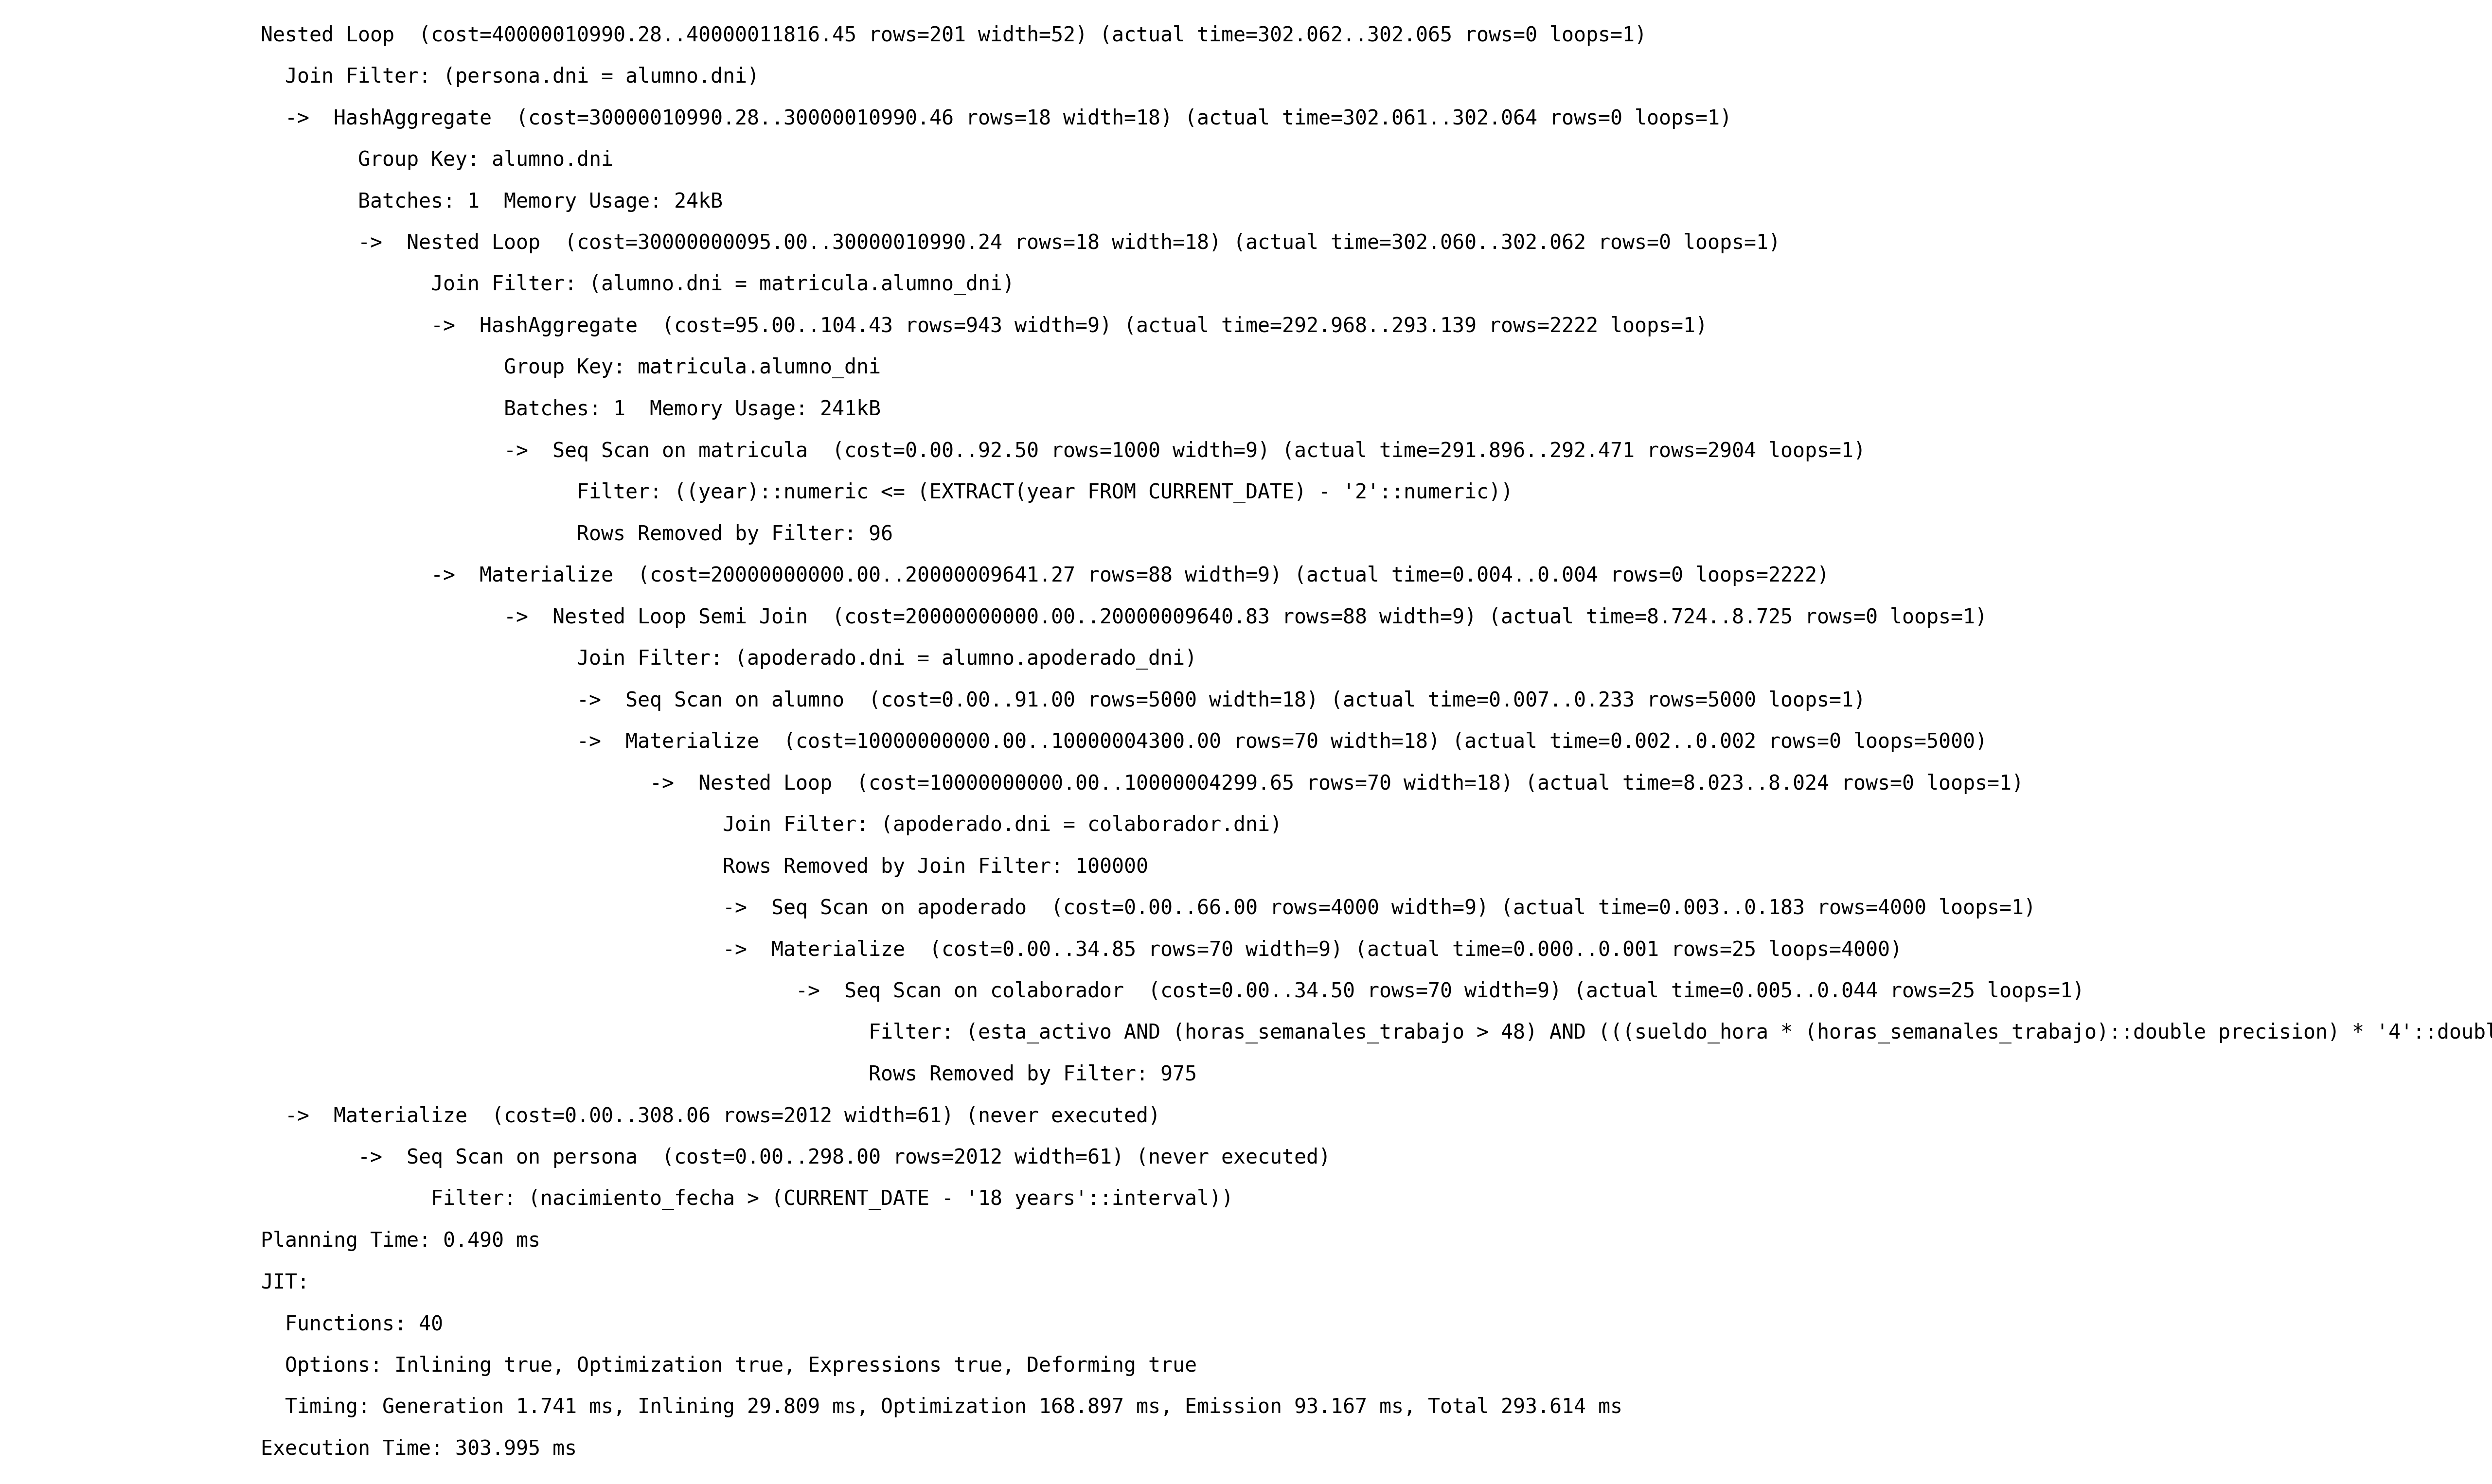 Nested Loop  (cost=40000010990.28..40000011816.45 rows=201 width=52) (actual time=302.062..302.065 rows=0 loops=1)
  Join Filter: (persona.dni = alumno.dni)
  ->  HashAggregate  (cost=30000010990.28..30000010990.46 rows=18 width=18) (actual time=302.061..302.064 rows=0 loops=1)
        Group Key: alumno.dni
        Batches: 1  Memory Usage: 24kB
        ->  Nested Loop  (cost=30000000095.00..30000010990.24 rows=18 width=18) (actual time=302.060..302.062 rows=0 loops=1)
              Join Filter: (alumno.dni = matricula.alumno_dni)
              ->  HashAggregate  (cost=95.00..104.43 rows=943 width=9) (actual time=292.968..293.139 rows=2222 loops=1)
                    Group Key: matricula.alumno_dni
                    Batches: 1  Memory Usage: 241kB
                    ->  Seq Scan on matricula  (cost=0.00..92.50 rows=1000 width=9) (actual time=291.896..292.471 rows=2904 loops=1)
                          Filter: ((year)::numeric <= (EXTRACT(year FROM CURRENT_DATE) - '2'::numeric))
                          Rows Removed by Filter: 96
              ->  Materialize  (cost=20000000000.00..20000009641.27 rows=88 width=9) (actual time=0.004..0.004 rows=0 loops=2222)
                    ->  Nested Loop Semi Join  (cost=20000000000.00..20000009640.83 rows=88 width=9) (actual time=8.724..8.725 rows=0 loops=1)
                          Join Filter: (apoderado.dni = alumno.apoderado_dni)
                          ->  Seq Scan on alumno  (cost=0.00..91.00 rows=5000 width=18) (actual time=0.007..0.233 rows=5000 loops=1)
                          ->  Materialize  (cost=10000000000.00..10000004300.00 rows=70 width=18) (actual time=0.002..0.002 rows=0 loops=5000)
                                ->  Nested Loop  (cost=10000000000.00..10000004299.65 rows=70 width=18) (actual time=8.023..8.024 rows=0 loops=1)
                                      Join Filter: (apoderado.dni = colaborador.dni)
                                      Rows Removed by Join Filter: 100000
                                      ->  Seq Scan on apoderado  (cost=0.00..66.00 rows=4000 width=9) (actual time=0.003..0.183 rows=4000 loops=1)
                                      ->  Materialize  (cost=0.00..34.85 rows=70 width=9) (actual time=0.000..0.001 rows=25 loops=4000)
                                            ->  Seq Scan on colaborador  (cost=0.00..34.50 rows=70 width=9) (actual time=0.005..0.044 rows=25 loops=1)
                                                  Filter: (esta_activo AND (horas_semanales_trabajo > 48) AND (((sueldo_hora * (horas_semanales_trabajo)::double precision) * '4'::doubl
                                                  Rows Removed by Filter: 975
  ->  Materialize  (cost=0.00..308.06 rows=2012 width=61) (never executed)
        ->  Seq Scan on persona  (cost=0.00..298.00 rows=2012 width=61) (never executed)
              Filter: (nacimiento_fecha > (CURRENT_DATE - '18 years'::interval))
Planning Time: 0.490 ms
JIT:
  Functions: 40
  Options: Inlining true, Optimization true, Expressions true, Deforming true
  Timing: Generation 1.741 ms, Inlining 29.809 ms, Optimization 168.897 ms, Emission 93.167 ms, Total 293.614 ms
Execution Time: 303.995 ms